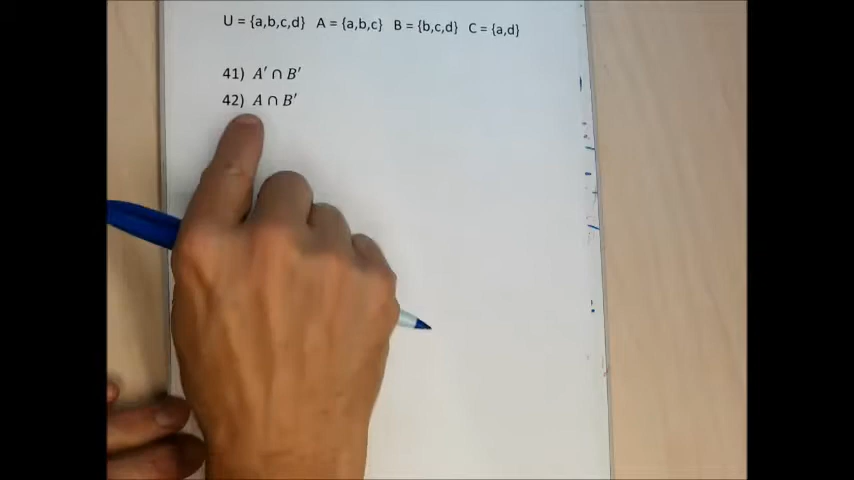 U = {a,b,c,d} A = {a,b,c} B = {b,c,d} C = {a,d}
41) A′ ∩ B′
42) A ∩ B′